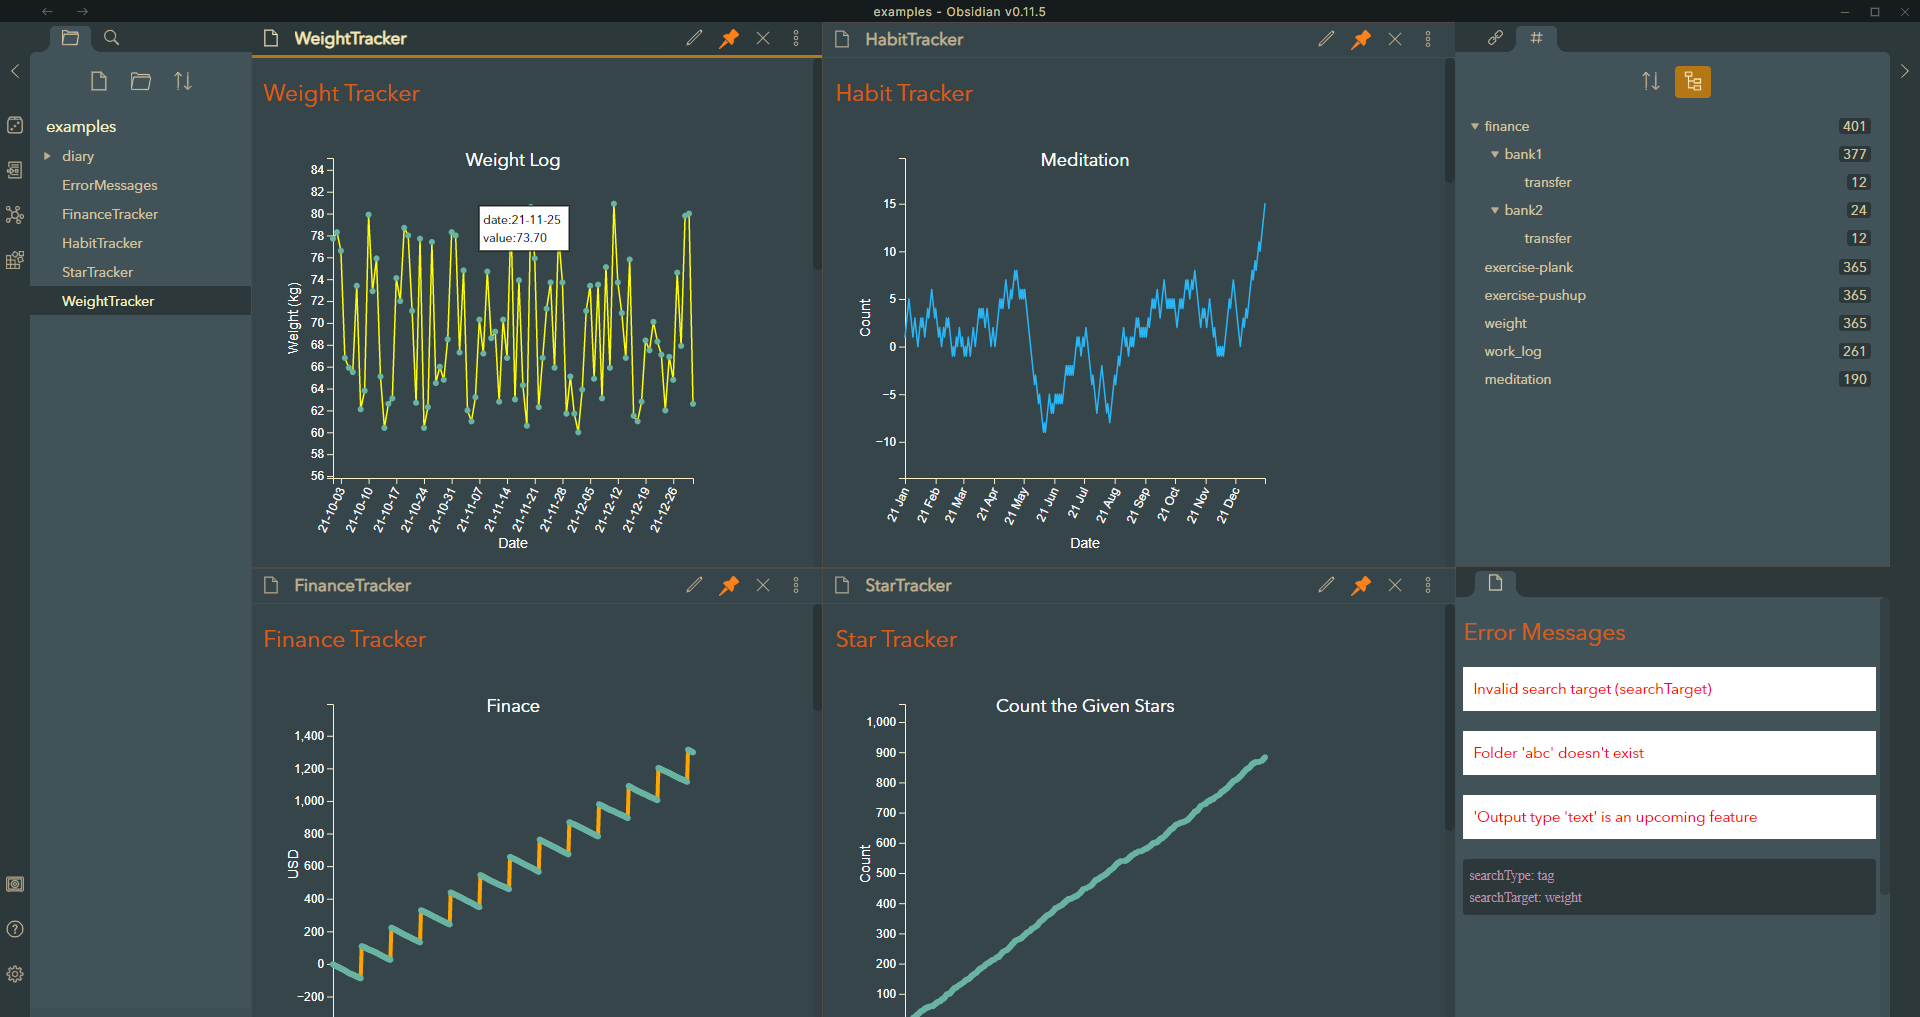 examples - Obsidian v0.11.5
examples
diary
ErrorMessages
FinanceTracker
HabitTracker
StarTracker
WeightTracker
WeightTracker
Weight Tracker
Weight Log
84
82
80
78
76
74
72
70
68
66
64
62
60
58
56
Weight (kg)
date:21-11-25
value:73.70
21-10-03
21-10-10
21-10-17
21-10-24
21-10-31
21-11-07
21-11-14
21-11-21
21-11-28
21-12-05
21-12-12
21-12-19
21-12-26
Date
HabitTracker
Habit Tracker
Meditation
15
10
5
0
−5
−10
Count
21 Jan
21 Feb
21 Mar
21 Apr
21 May
21 Jun
21 Jul
21 Aug
21 Sep
21 Oct
21 Nov
21 Dec
Date
FinanceTracker
Finance Tracker
Finace
1,400
1,200
1,000
800
600
400
200
0
−200
USD
StarTracker
Star Tracker
Count the Given Stars
1,000
900
800
700
600
500
400
300
200
100
Count
finance 401
bank1 377
transfer 12
bank2 24
transfer 12
exercise-plank 365
exercise-pushup 365
weight 365
work_log 261
meditation 190
Error Messages
Invalid search target (searchTarget)
Folder 'abc' doesn't exist
'Output type 'text' is an upcoming feature
searchType: tag
searchTarget: weight